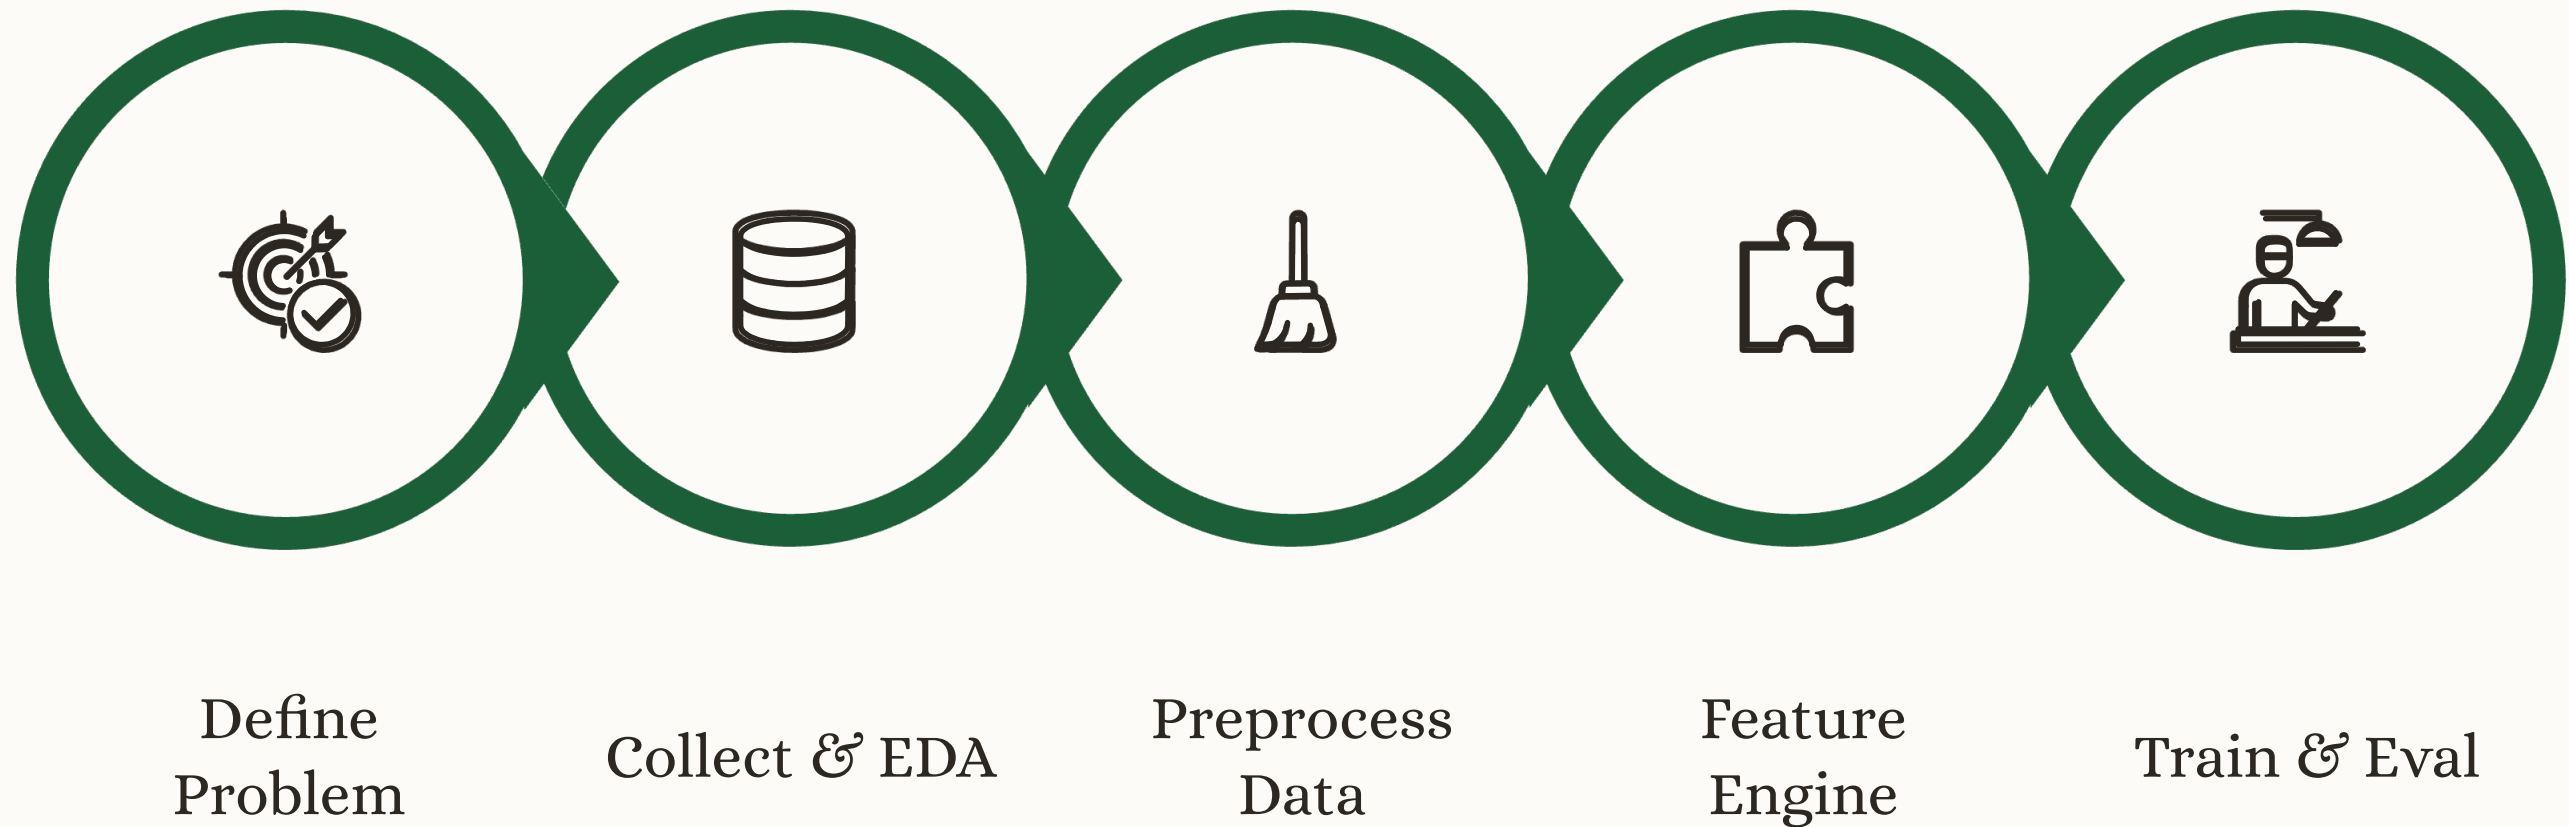 Define
Problem
Collect & EDA
Preprocess
Data
Feature
Engine
Train & Eval